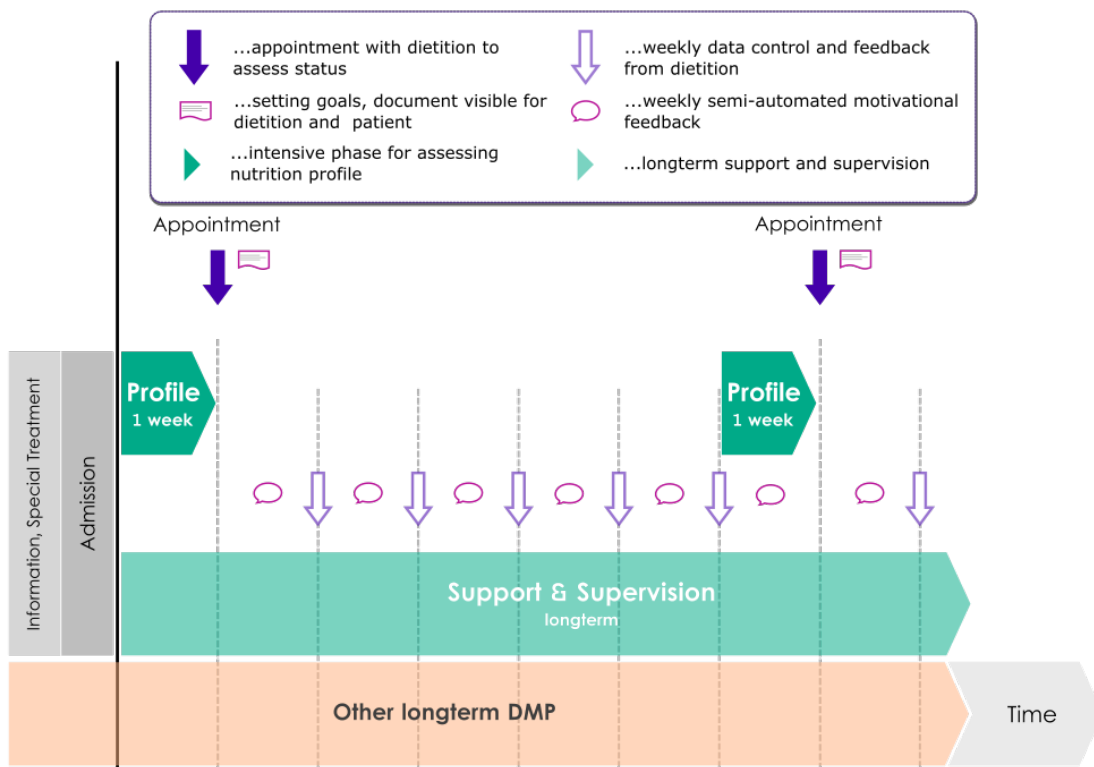 ...appointment with dietition to
assess status
...setting goals, document visible for
dietition and patient
...intensive phase for assessing
nutrition profile
...weekly data control and feedback
from dietition
...weekly semi-automated motivational
feedback
...longterm support and supervision
Appointment
Appointment
Information, Special Treatment
Admission
Profile
1 week
Profile
1 week
Support & Supervision
longterm
Other longterm DMP
Time